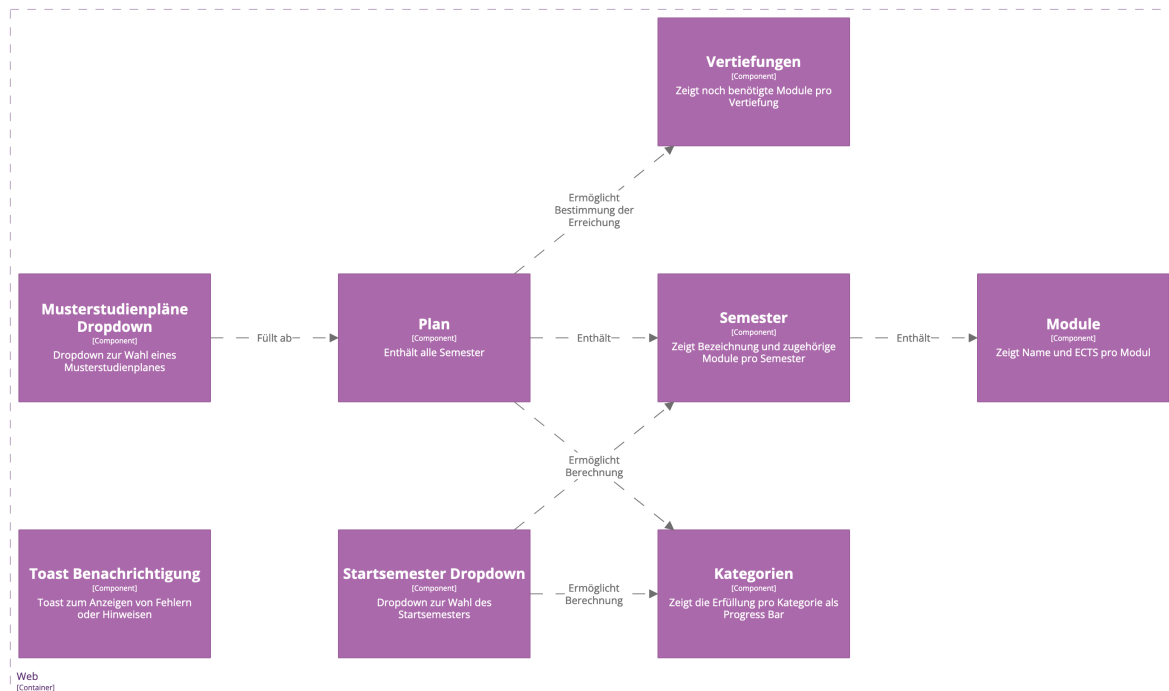 Vertiefungen
[Component]
Zeigt noch benötigte Module pro
Vertiefung
Ermöglicht
Bestimmung der
Erreichung
Musterstudienpläne
Dropdown
[Component]
Dropdown zur Wahl eines
Musterstudienplanes
Füllt ab
Plan
[Component]
Enthält alle Semester
Enthält
Semester
[Component]
Zeigt Bezeichnung und zugehörige
Module pro Semester
Enthält
Module
[Component]
Zeigt Name und ECTS pro Modul
Ermöglicht
Berechnung
Toast Benachrichtigung
[Component]
Toast zum Anzeigen von Fehlern
oder Hinweisen
Startsemester Dropdown
[Component]
Dropdown zur Wahl des
Startsemesters
Ermöglicht
Berechnung
Kategorien
[Component]
Zeigt die Erfüllung pro Kategorie als
Progress Bar
Web
[Container]